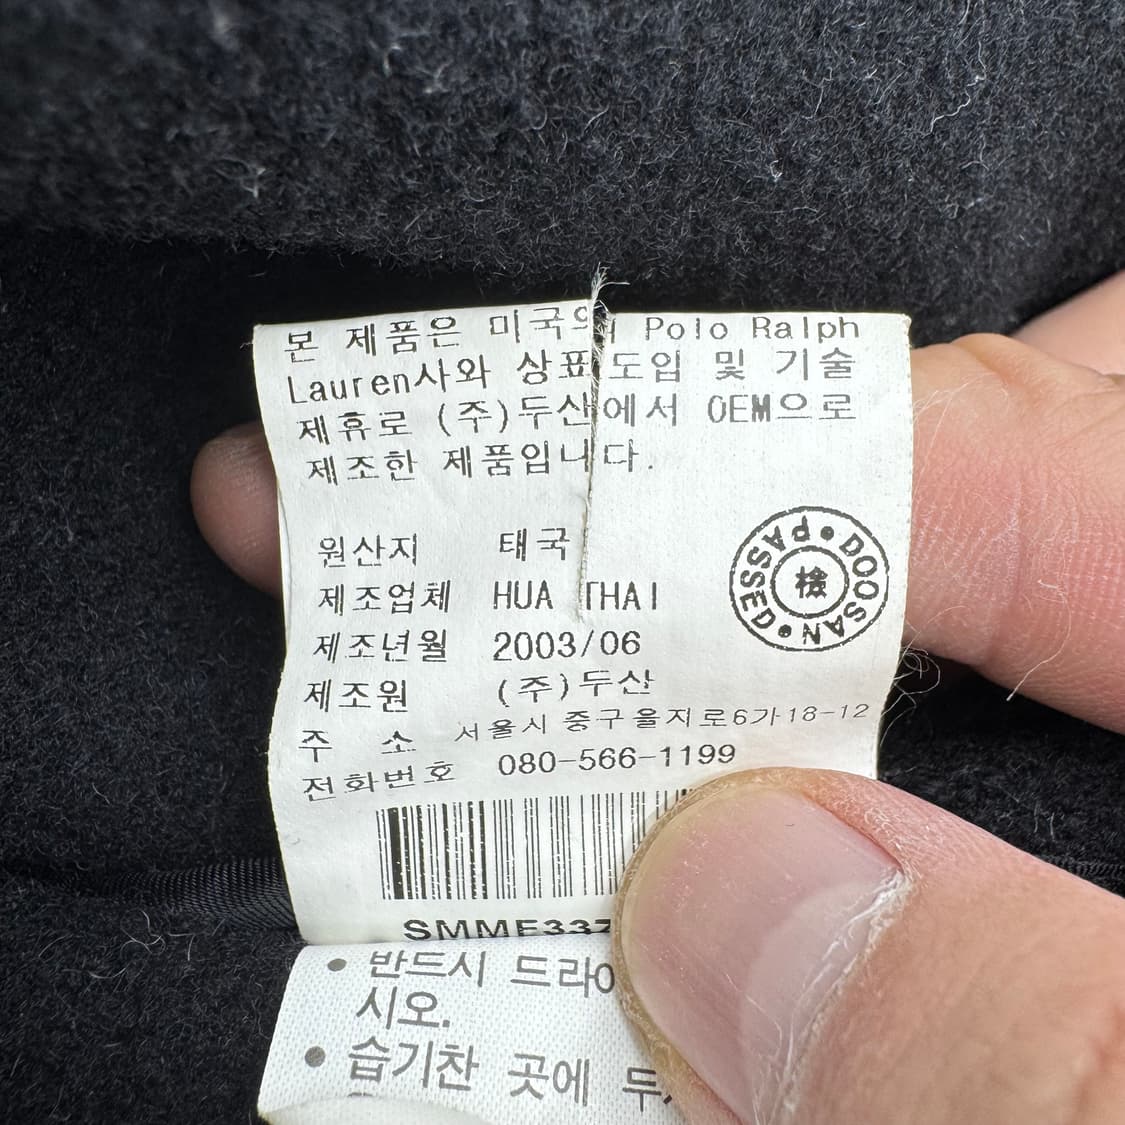 본 제품은 미국의 Polo Ralph
Lauren사와 상표 도입 및 기술
제휴로 (주)두산에서 OEM으로
제조한 제품입니다.
원산지 태국
제조업체 HUA THAI
제조년월 2003/06
제조원 (주)두산
주 소 서울시 중구 을지로6가18-12
전화번호 080-566-1199
DOOSAN • PASSED •
檢
• 반드시
시오.
• 습기찬 곳에